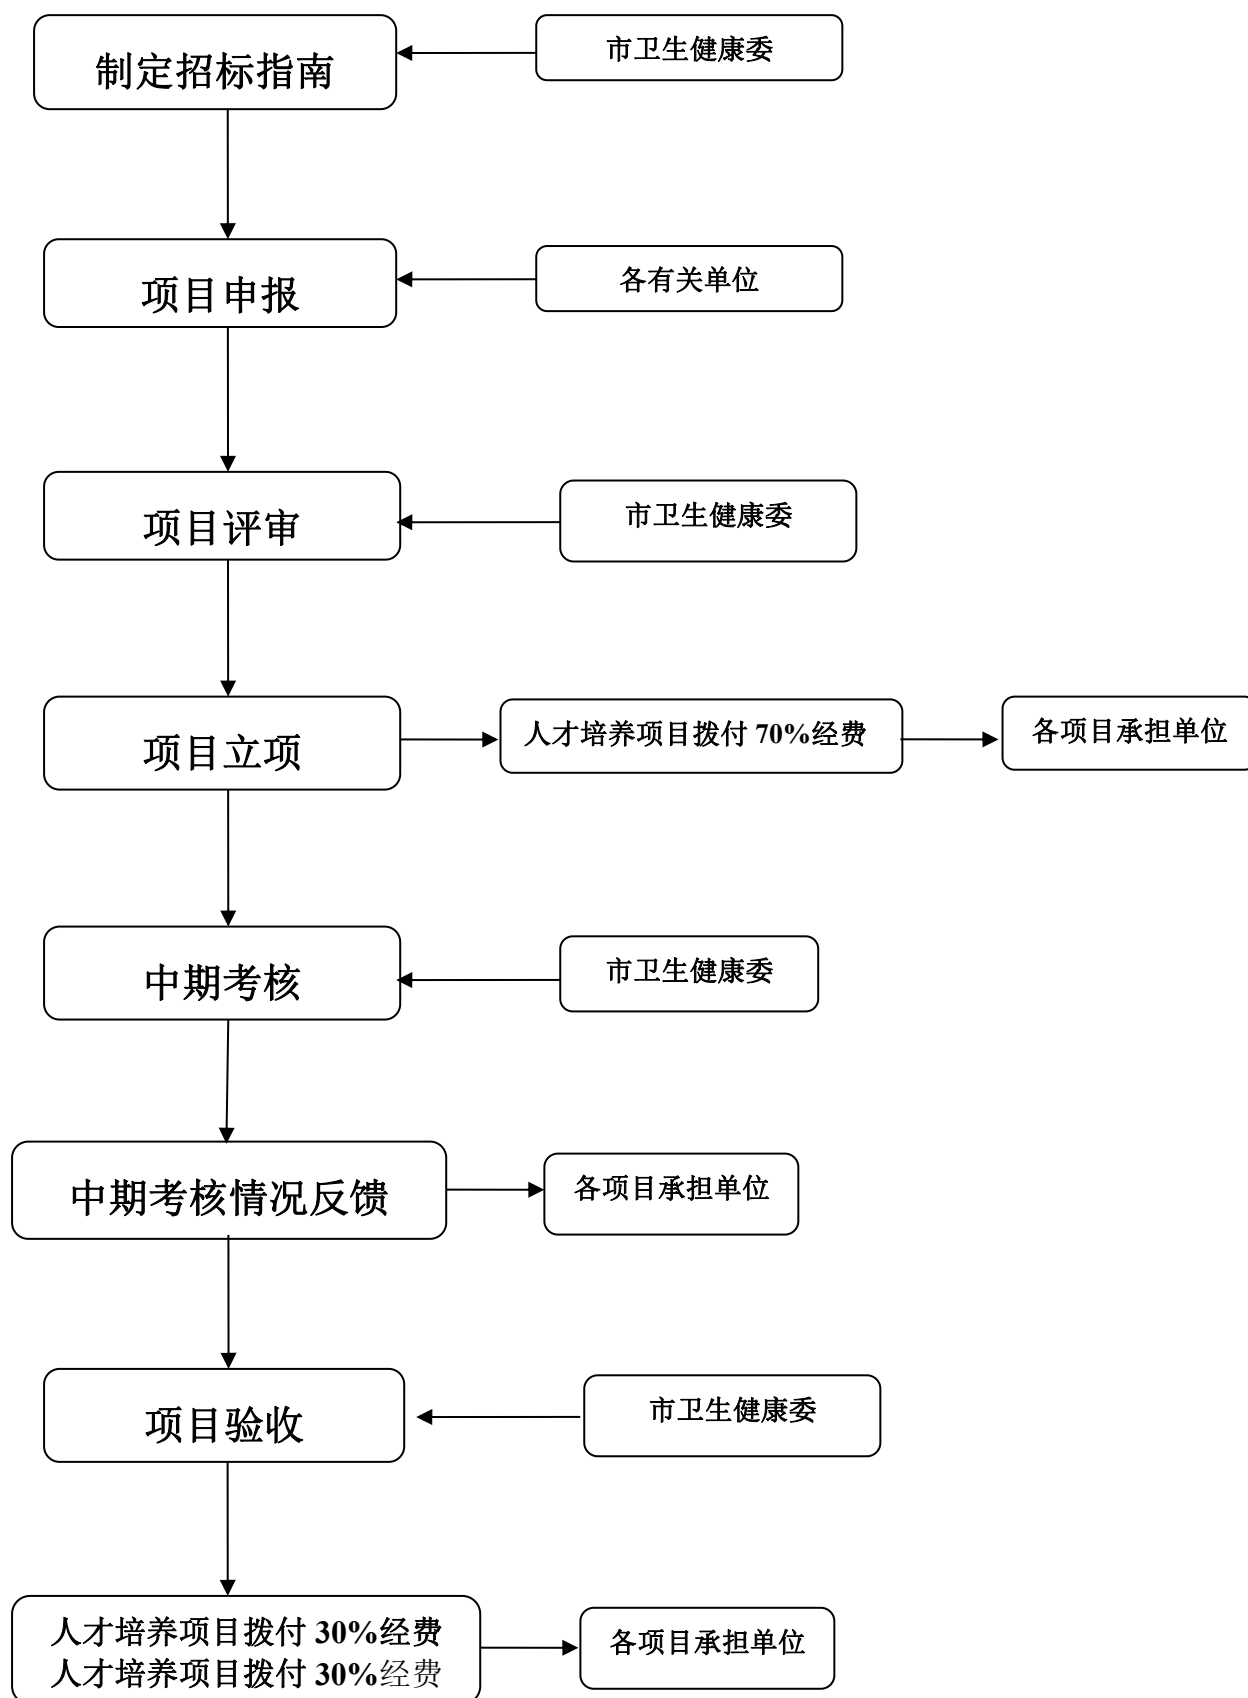 制定招标指南
市卫生健康委
项目申报
各有关单位
项目评审
市卫生健康委
项目立项
人才培养项目拨付 70%经费
各项目承担单位
中期考核
市卫生健康委
中期考核情况反馈
各项目承担单位
项目验收
市卫生健康委
人才培养项目拨付 30%经费
人才培养项目拨付 30%经费
各项目承担单位